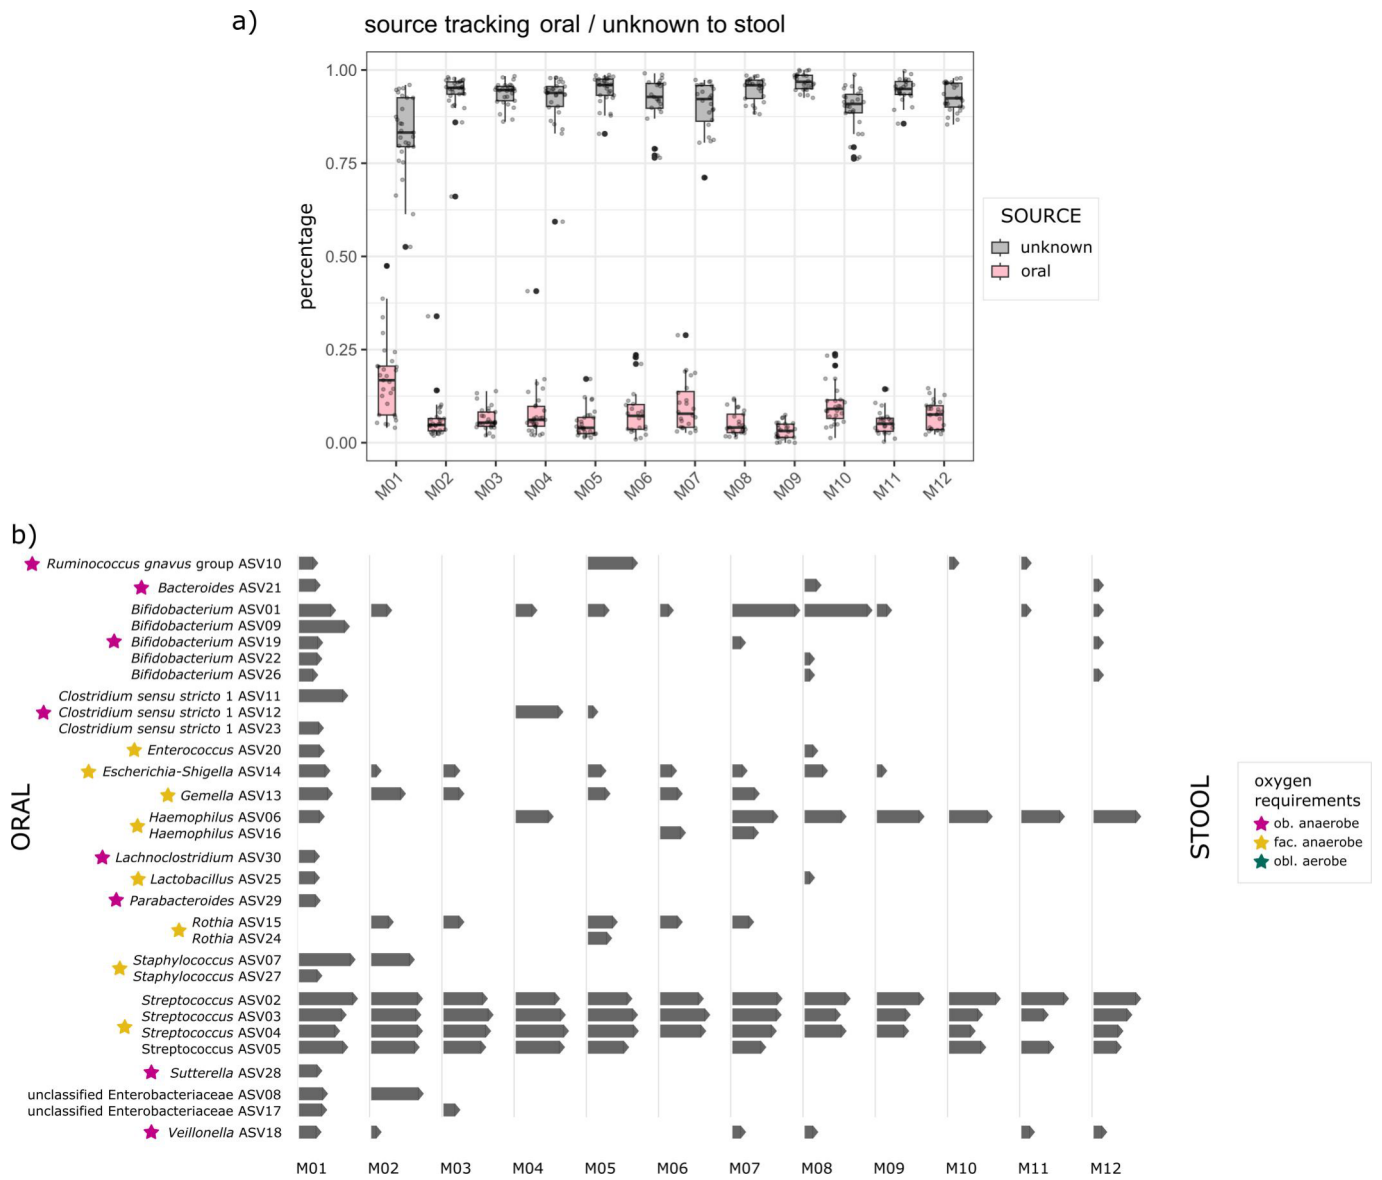 a)
source tracking oral / unknown to stool
percentage
1.00
0.75
0.50
0.25
0.00
M01 M02 M03 M04 M05 M06 M07 M08 M09 M10 M11 M12
SOURCE
unknown
oral
b)
ORAL
Ruminococcus gnavus group ASV10
Bacteroides ASV21
Bifidobacterium ASV01
Bifidobacterium ASV09
Bifidobacterium ASV19
Bifidobacterium ASV22
Bifidobacterium ASV26
Clostridium sensu stricto 1 ASV11
Clostridium sensu stricto 1 ASV12
Clostridium sensu stricto 1 ASV23
Enterococcus ASV20
Escherichia-Shigella ASV14
Gemella ASV13
Haemophilus ASV06
Haemophilus ASV16
Lachnoclostridium ASV30
Lactobacillus ASV25
Parabacteroides ASV29
Rothia ASV15
Rothia ASV24
Staphylococcus ASV07
Staphylococcus ASV27
Streptococcus ASV02
Streptococcus ASV03
Streptococcus ASV04
Streptococcus ASV05
Sutterella ASV28
unclassified Enterobacteriaceae ASV08
unclassified Enterobacteriaceae ASV17
Veillonella ASV18
M01 M02 M03 M04 M05 M06 M07 M08 M09 M10 M11 M12
STOOL
oxygen
requirements
ob. anaerobe
fac. anaerobe
obl. aerobe